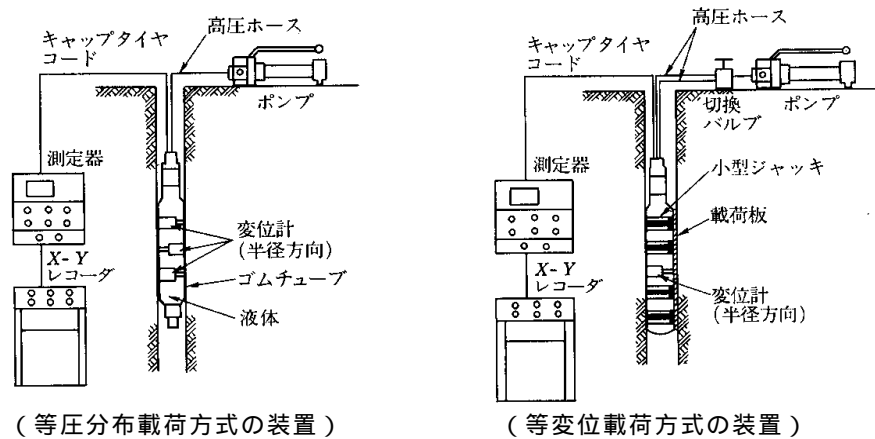 高圧ホース
キャップタイヤ
コード
ポンプ
測定器
変位計
(半径方向)
X-Y
レコーダ
ゴムチューブ
液体
(等圧分布載荷方式の装置)
高圧ホース
キャップタイヤ
コード
切換
バルブ
ポンプ
測定器
小型ジャッキ
載荷板
X-Y
レコーダ
変位計
(半径方向)
(等変位載荷方式の装置)